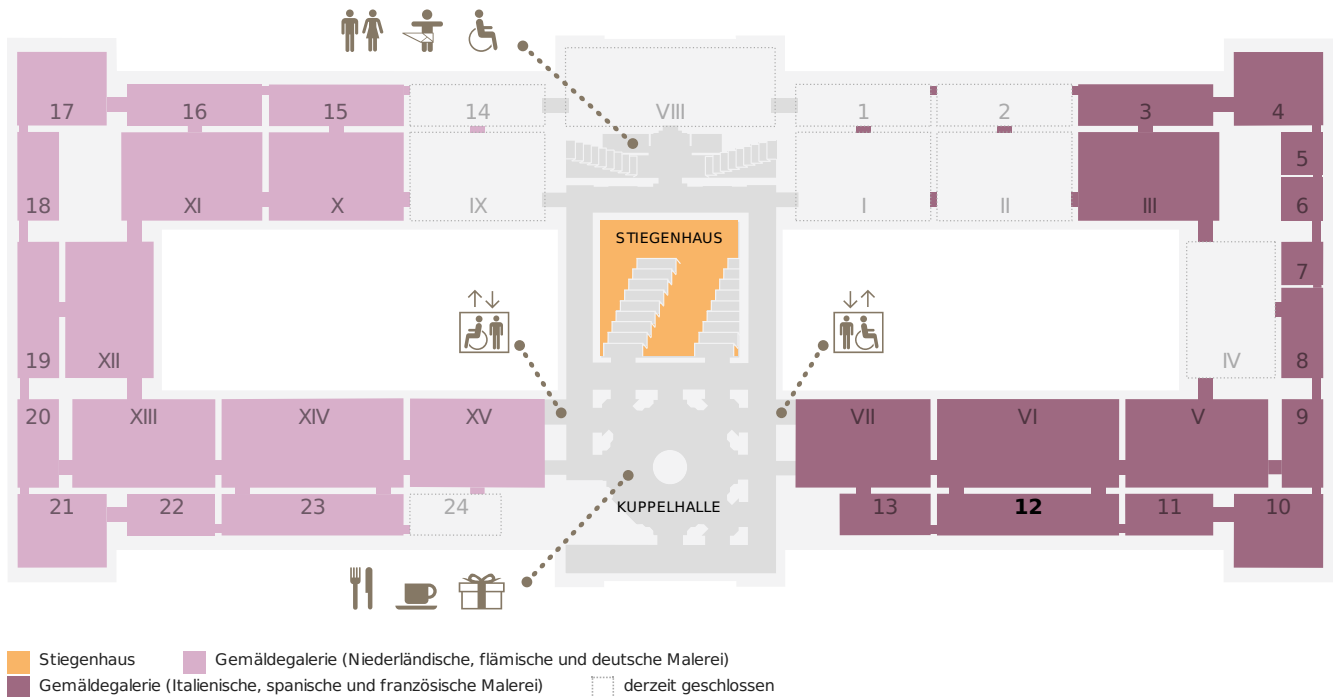 17
16
15
14
VIII
1
2
3
4
5
18
XI
X
IX
I
II
III
6
STIEGENHAUS
7
19
XII
IV
8
20
XIII
XIV
XV
VII
VI
V
9
21
22
23
24
KUPPELHALLE
13
12
11
10
Stiegenhaus
Gemäldegalerie (Niederländische, flämische und deutsche Malerei)
Gemäldegalerie (Italienische, spanische und französische Malerei)
derzeit geschlossen